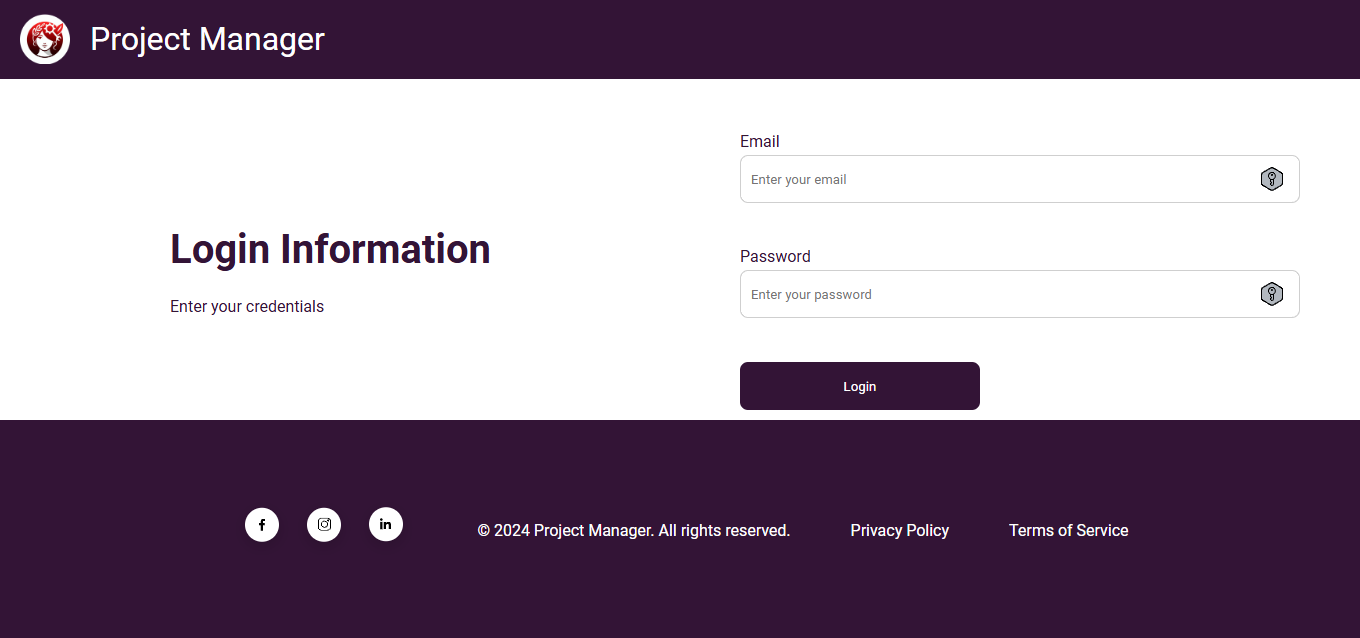 Project Manager
Login Information
Enter your credentials
Email
Enter your email
Password
Enter your password
Login
© 2024 Project Manager. All rights reserved.
Privacy Policy
Terms of Service